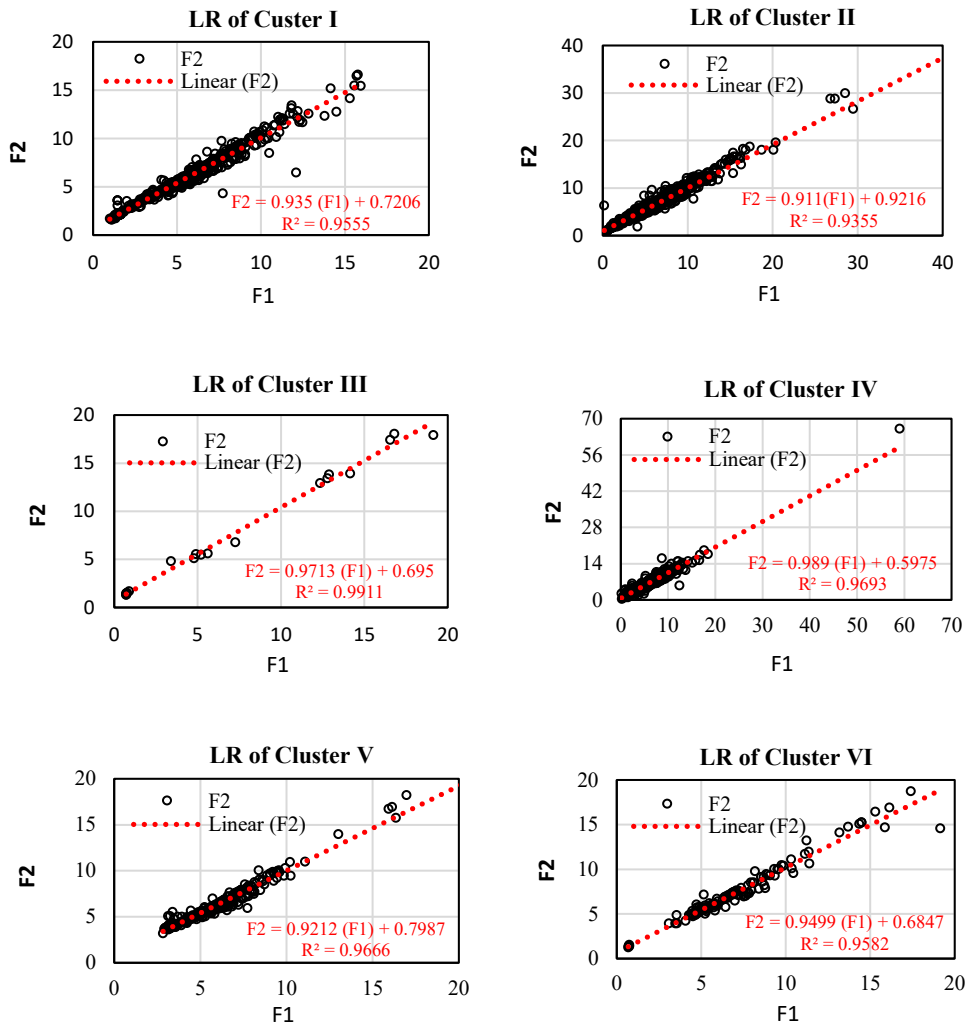 LR of Custer I
20
15
10
5
0
0 5 10 15 20
F2
F1
F2
Linear (F2)
F2 = 0.935 (F1) + 0.7206
R² = 0.9555
LR of Cluster II
40
30
20
10
0
0 10 20 30 40
F2
F1
F2
Linear (F2)
F2 = 0.911(F1) + 0.9216
R² = 0.9355
LR of Cluster III
20
15
10
5
0
0 5 10 15 20
F2
F1
F2
Linear (F2)
F2 = 0.9713 (F1) + 0.695
R² = 0.9911
LR of Cluster IV
70
56
42
28
14
0
0 10 20 30 40 50 60 70
F2
F1
F2
Linear (F2)
F2 = 0.989 (F1) + 0.5975
R² = 0.9693
LR of Cluster V
20
15
10
5
0
0 5 10 15 20
F2
F1
F2
Linear (F2)
F2 = 0.9212 (F1) + 0.7987
R² = 0.9666
LR of Cluster VI
20
15
10
5
0
0 5 10 15 20
F2
F1
F2
Linear (F2)
F2 = 0.9499 (F1) + 0.6847
R² = 0.9582